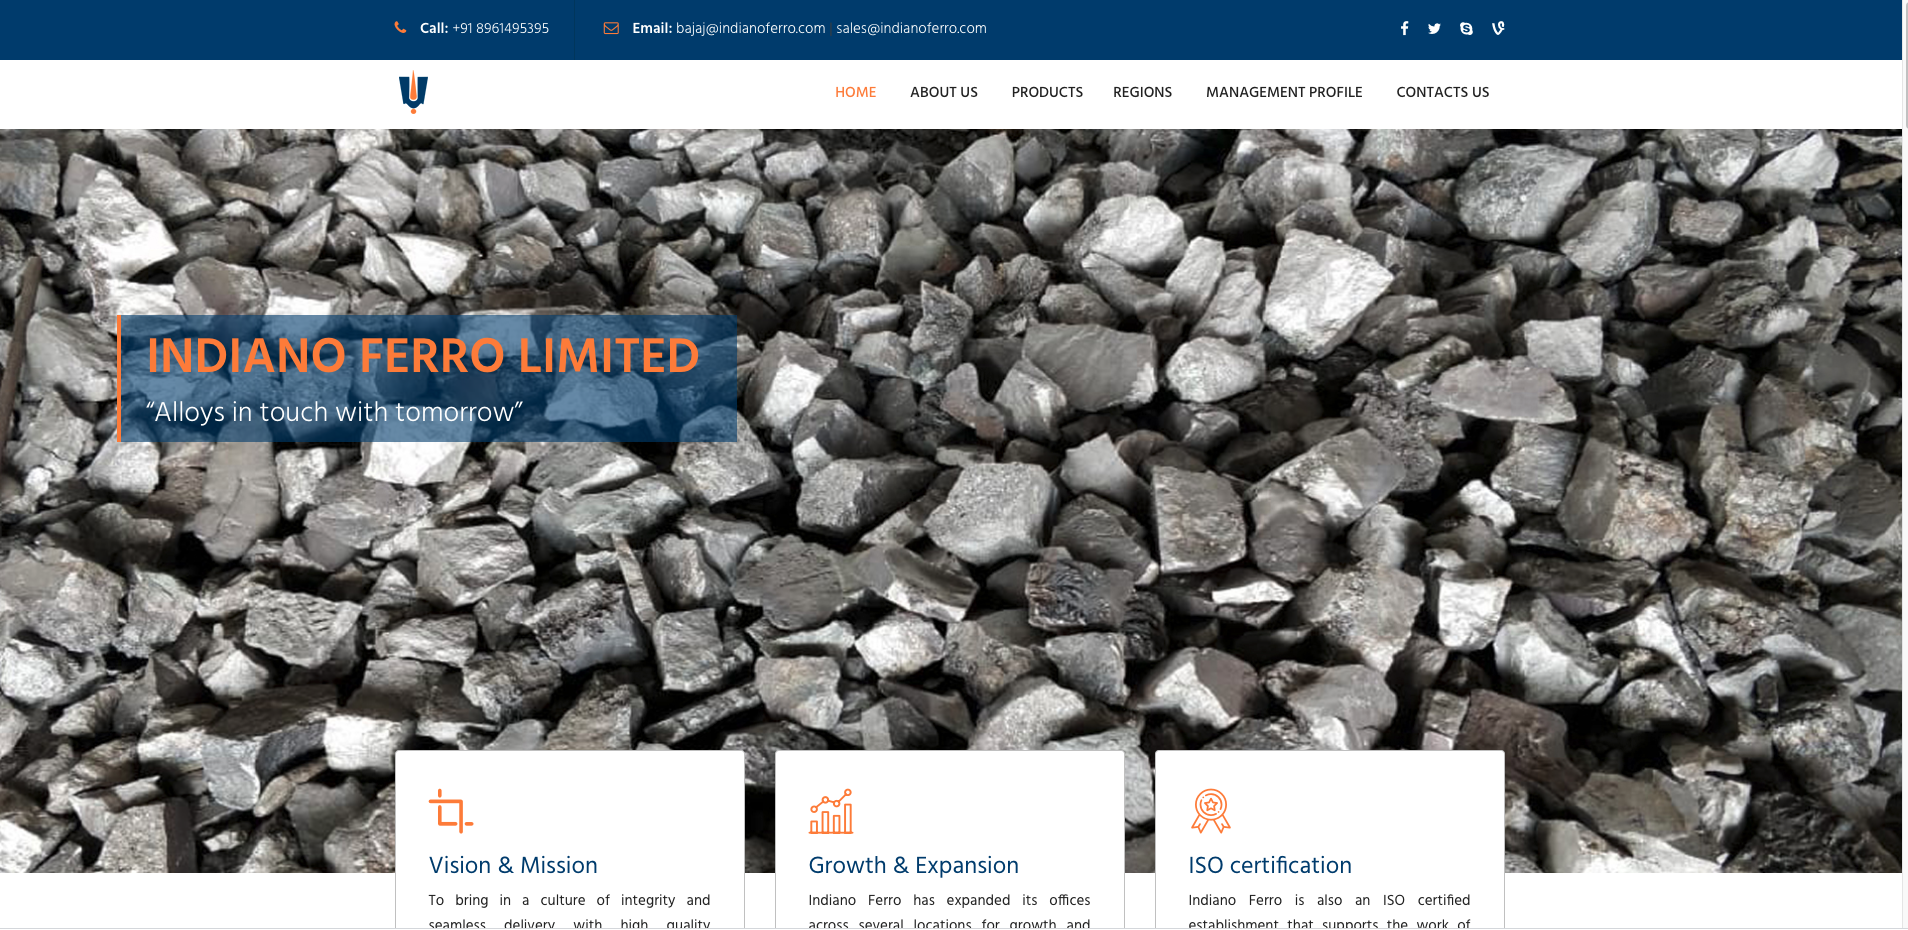 Call: +91 8961495395
Email: bajaj@indianoferro.com | sales@indianoferro.com
HOME ABOUT US PRODUCTS REGIONS MANAGEMENT PROFILE CONTACTS US
INDIANO FERRO LIMITED
“Alloys in touch with tomorrow”
Vision & Mission
To bring in a culture of integrity and
seamless delivery with high quality
Growth & Expansion
Indiano Ferro has expanded its offices
across several locations for growth and
ISO certification
Indiano Ferro is also an ISO certified
establishment that supports the work of